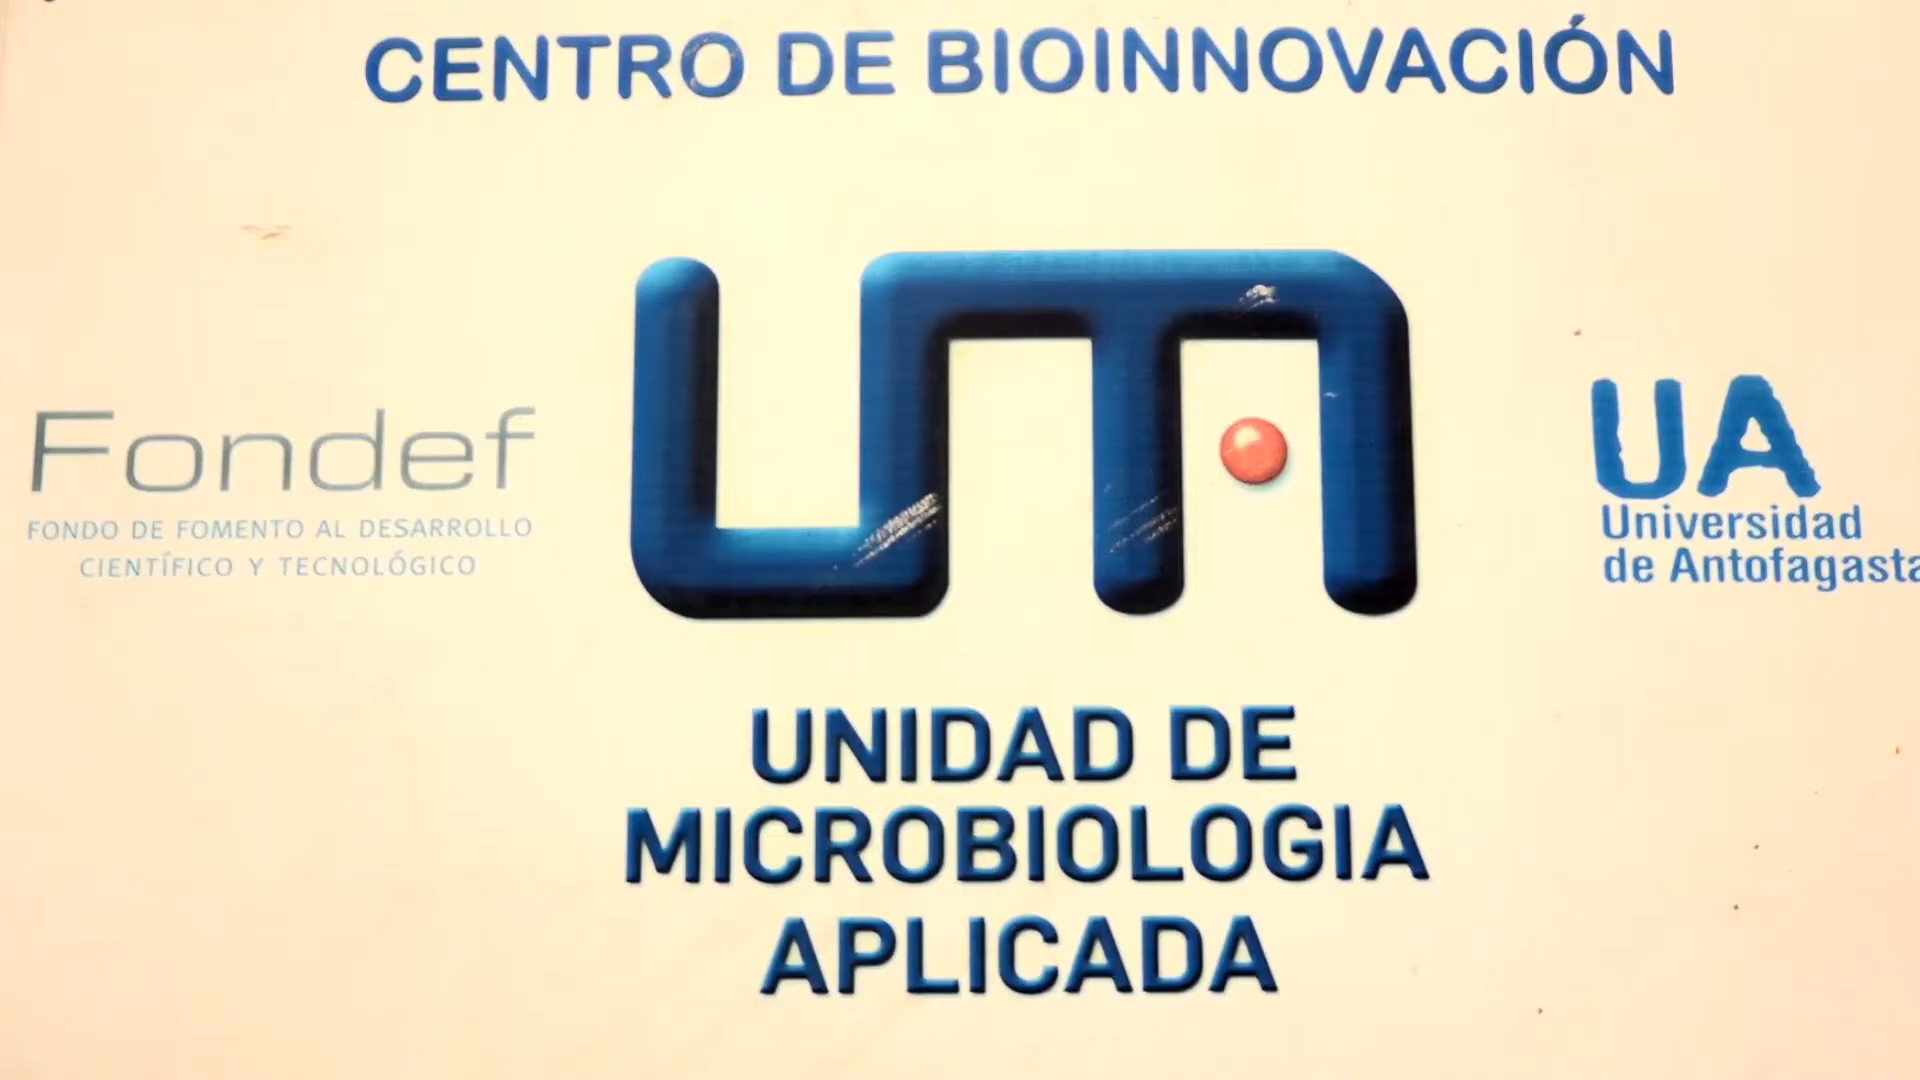 CENTRO DE BIOINNOVACIÓN
um
Fondef
FONDO DE FOMENTO AL DESARROLLO
CIENTÍFICO Y TECNOLÓGICO
UA
Universidad
de Antofagasta
UNIDAD DE
MICROBIOLOGIA
APLICADA